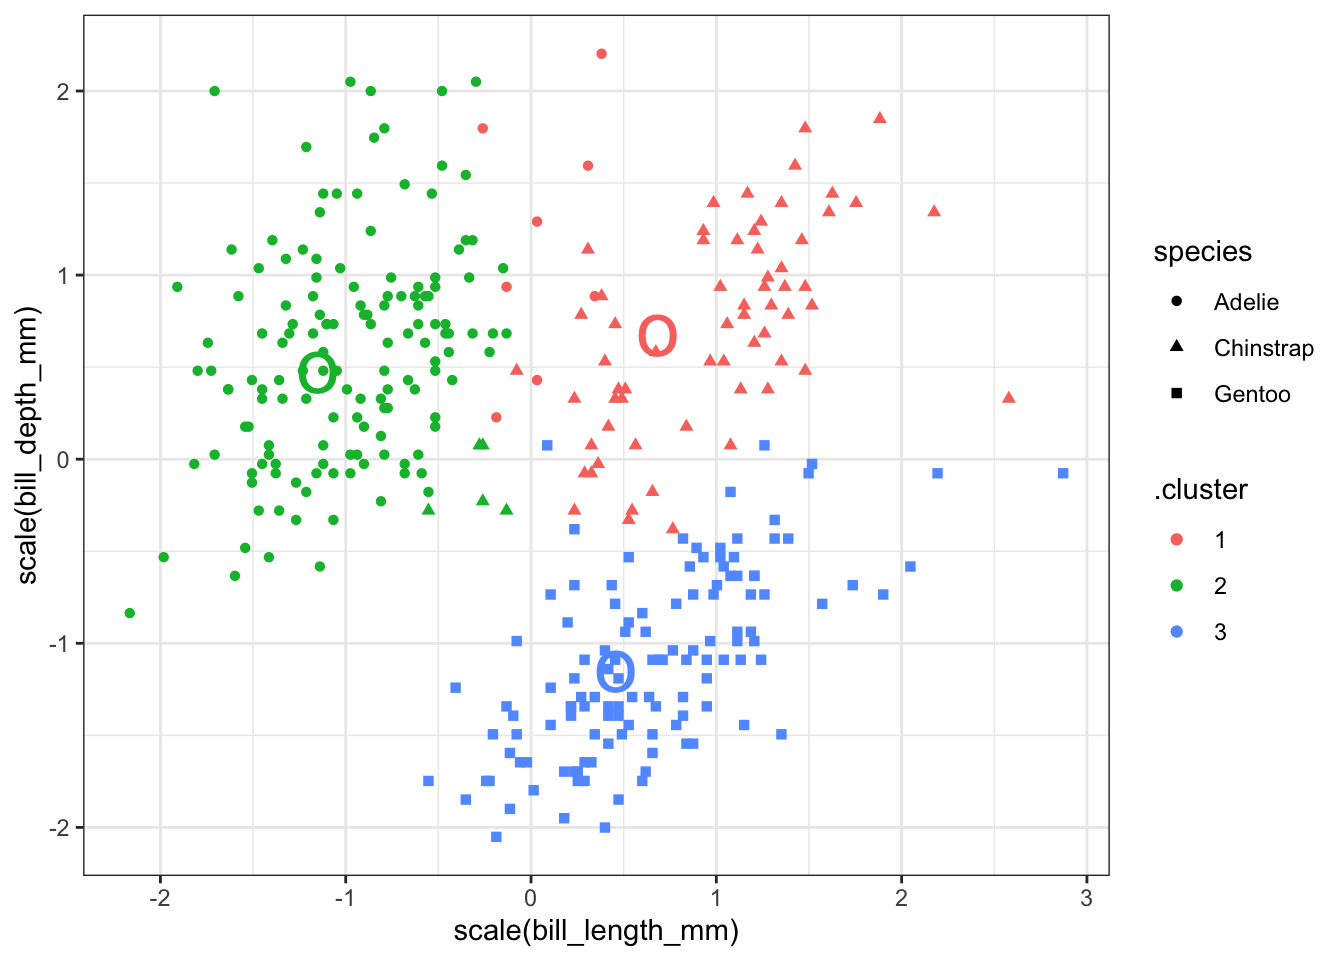 2
1
0
-1
-2
scale(bill_depth_mm)
-2
-1
0
1
2
3
scale(bill_length_mm)
species
Adelie
Chinstrap
Gentoo
.cluster
1
2
3
O
O
O